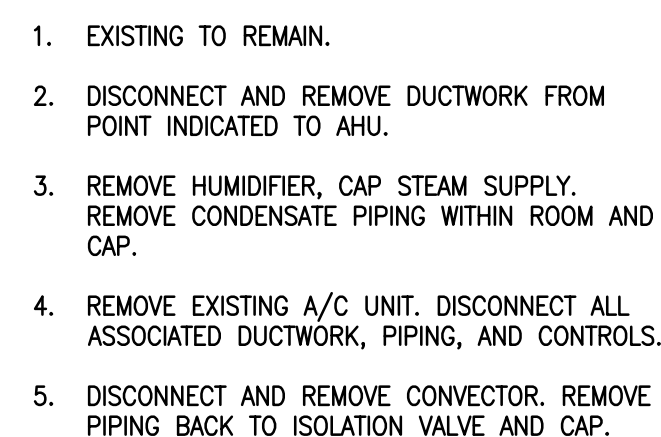 1. EXISTING TO REMAIN.
2. DISCONNECT AND REMOVE DUCTWORK FROM
POINT INDICATED TO AHU.
3. REMOVE HUMIDIFIER, CAP STEAM SUPPLY.
REMOVE CONDENSATE PIPING WITHIN ROOM AND
CAP.
4. REMOVE EXISTING A/C UNIT. DISCONNECT ALL
ASSOCIATED DUCTWORK, PIPING, AND CONTROLS.
5. DISCONNECT AND REMOVE CONVECTOR. REMOVE
PIPING BACK TO ISOLATION VALVE AND CAP.